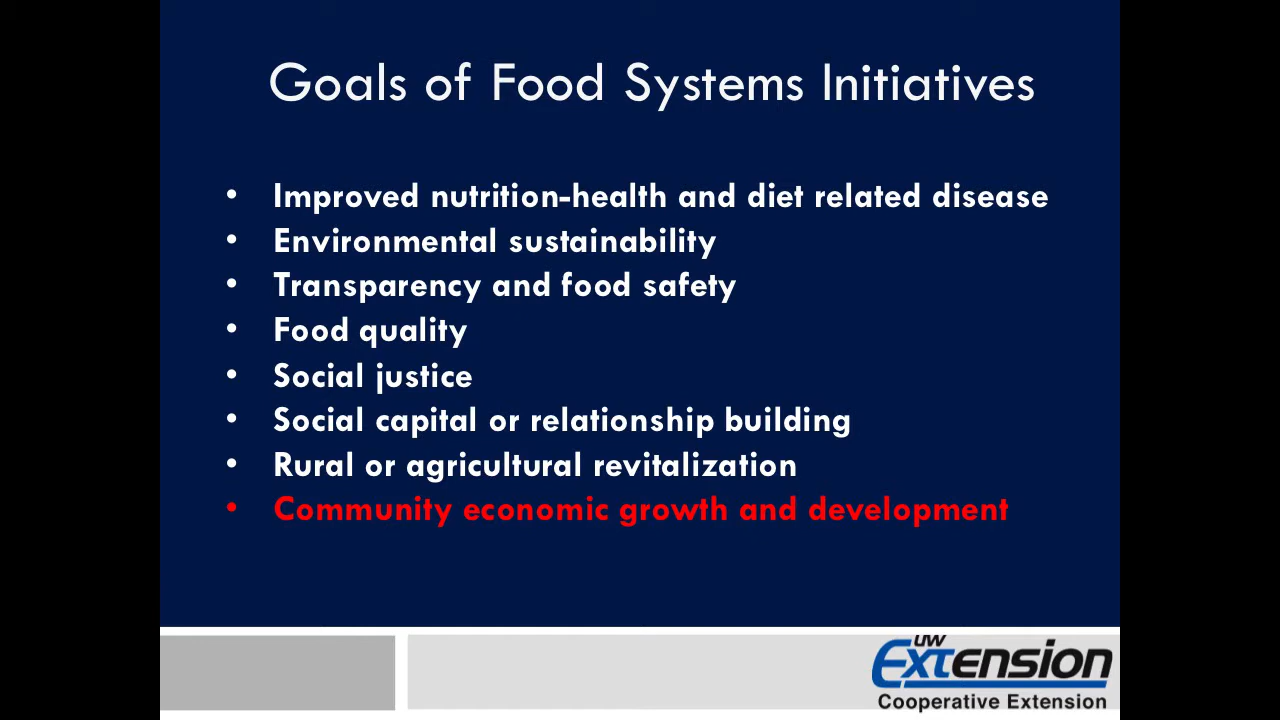 Goals of Food Systems Initiatives
• Improved nutrition-health and diet related disease
• Environmental sustainability
• Transparency and food safety
• Food quality
• Social justice
• Social capital or relationship building
• Rural or agricultural revitalization
• Community economic growth and development
UW
Extension
Cooperative Extension